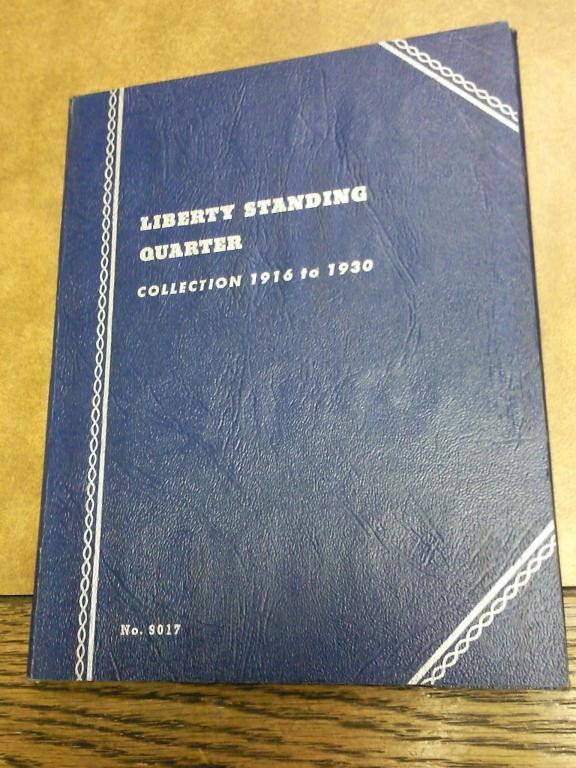 LIBERTY STANDING
QUARTER
COLLECTION 1916 to 1930
No. 9017